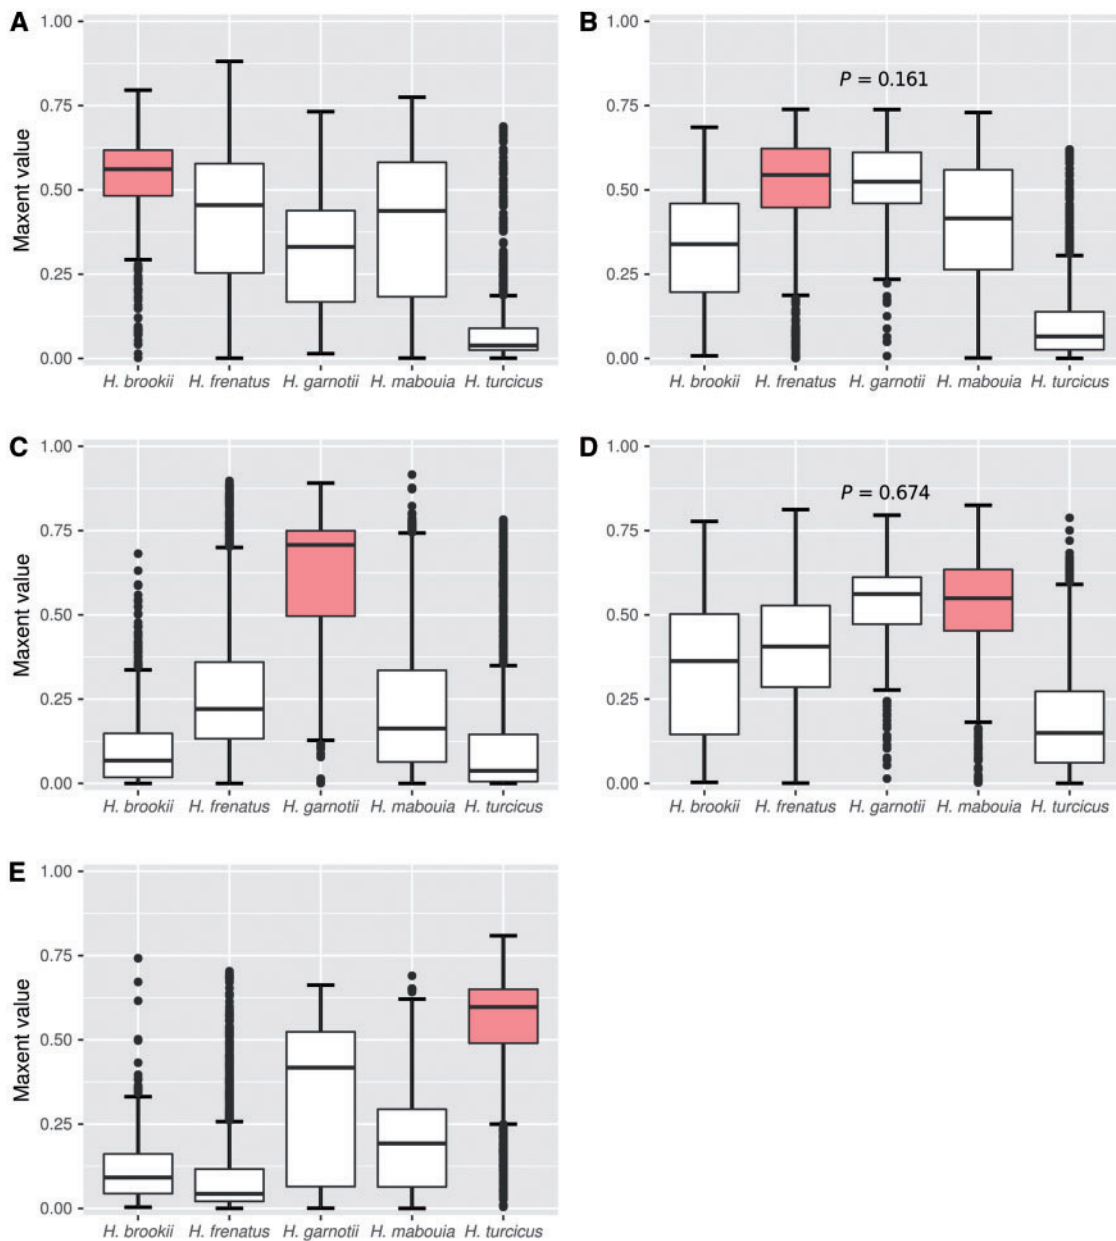 A
B
1.00
0.75
0.50
0.25
0.00
Maxent value
H. brookii H. frenatus H. garnotii H. mabouia H. turcicus
1.00
0.75
0.50
0.25
0.00
P = 0.161
H. brookii H. frenatus H. garnotii H. mabouia H. turcicus
C
D
1.00
0.75
0.50
0.25
0.00
Maxent value
H. brookii H. frenatus H. garnotii H. mabouia H. turcicus
1.00
0.75
0.50
0.25
0.00
P = 0.674
H. brookii H. frenatus H. garnotii H. mabouia H. turcicus
E
1.00
0.75
0.50
0.25
0.00
Maxent value
H. brookii H. frenatus H. garnotii H. mabouia H. turcicus